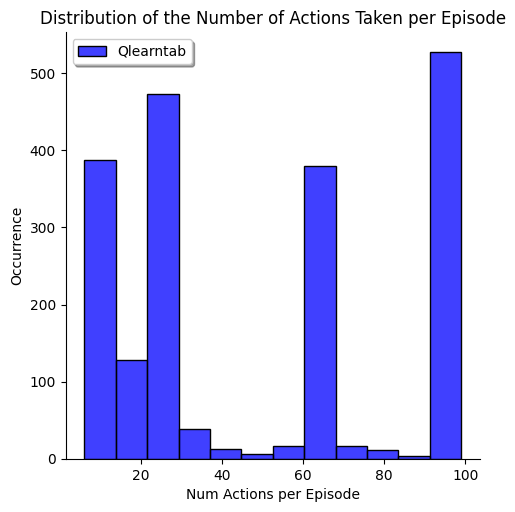 Distribution of the Number of Actions Taken per Episode
Qlearntab
500
400
300
200
100
0
Occurrence
20 40 60 80 100
Num Actions per Episode